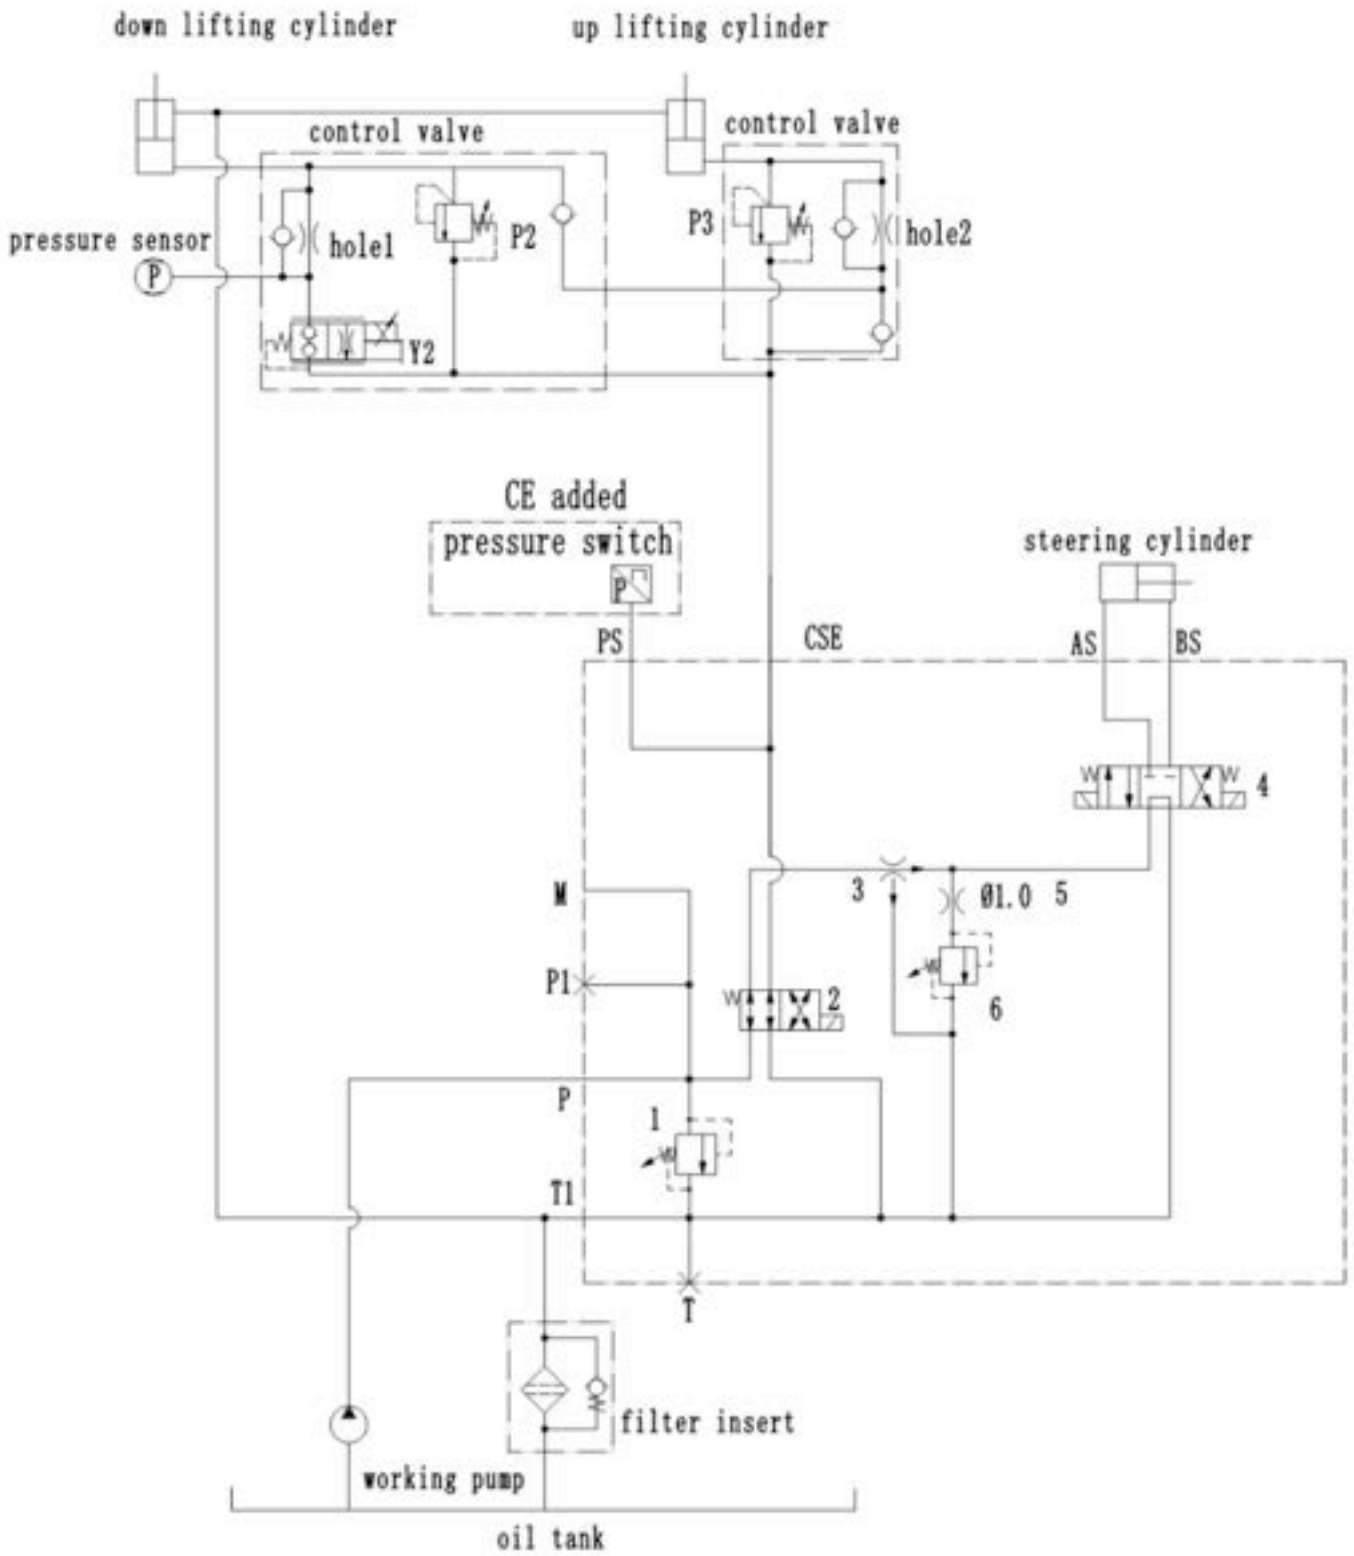 down lifting cylinder
up lifting cylinder
control valve
control valve
P3
P2
hole2
hole1
pressure sensor
P
Y2
CE added
pressure switch
P
steering cylinder
PS
CSE
AS
BS
4
3
Ø1.0
5
M
P1
2
6
P
1
T1
T
filter insert
working pump
oil tank